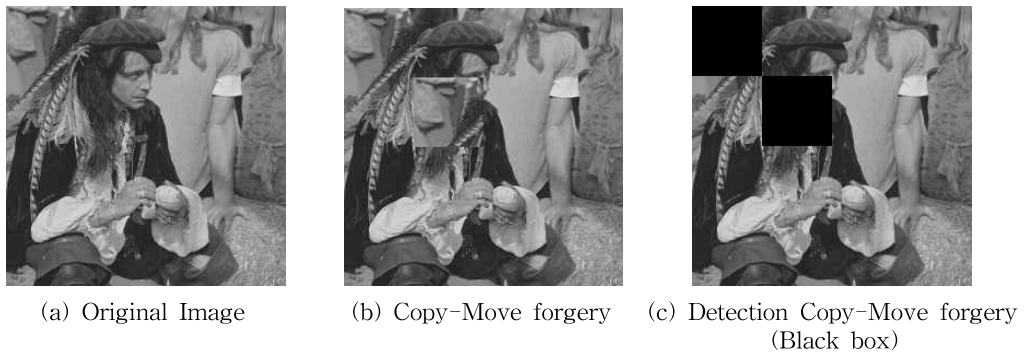 (a) Original Image
(b) Copy-Move forgery
(c) Detection Copy-Move forgery
(Black box)